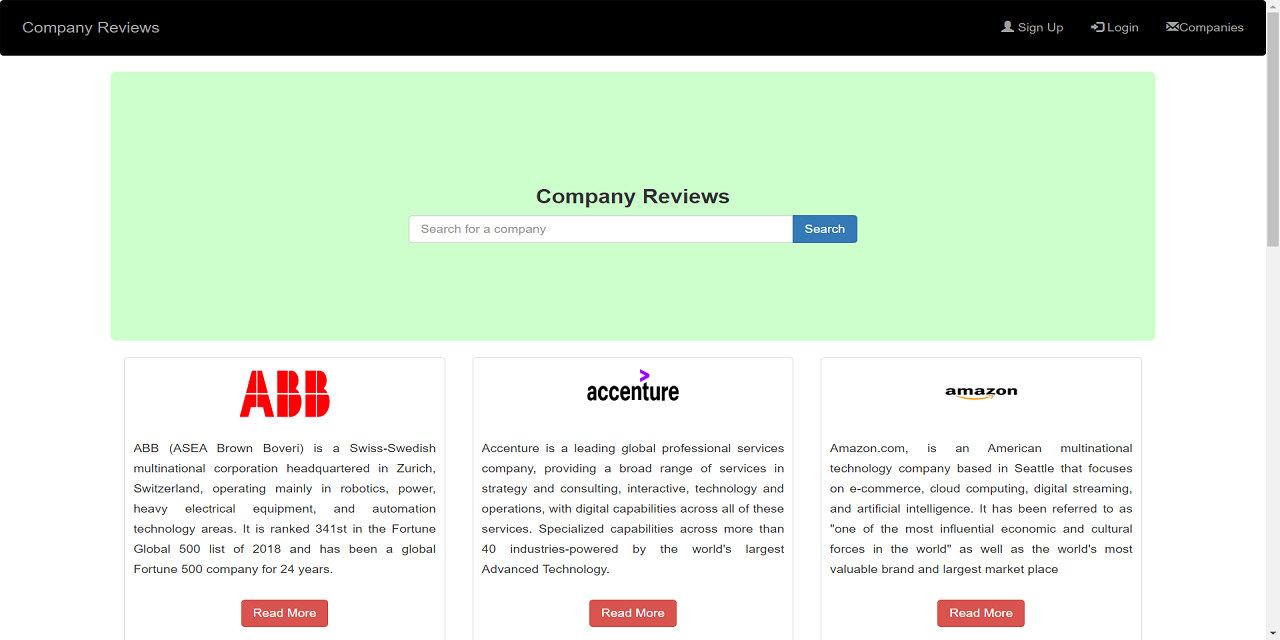 Company Reviews
Sign Up
Login
Companies
Company Reviews
Search for a company
Search
ABB
ABB (ASEA Brown Boveri) is a Swiss-Swedish
multinational corporation headquartered in Zurich,
Switzerland, operating mainly in robotics, power,
heavy electrical equipment, and automation
technology areas. It is ranked 341st in the Fortune
Global 500 list of 2018 and has been a global
Fortune 500 company for 24 years.
Read More
accenture
Accenture is a leading global professional services
company, providing a broad range of services in
strategy and consulting, interactive, technology and
operations, with digital capabilities across all of these
services. Specialized capabilities across more than
40 industries-powered by the world's largest
Advanced Technology.
Read More
amazon
Amazon.com, is an American multinational
technology company based in Seattle that focuses
on e-commerce, cloud computing, digital streaming,
and artificial intelligence. It has been referred to as
"one of the most influential economic and cultural
forces in the world" as well as the world's most
valuable brand and largest market place
Read More